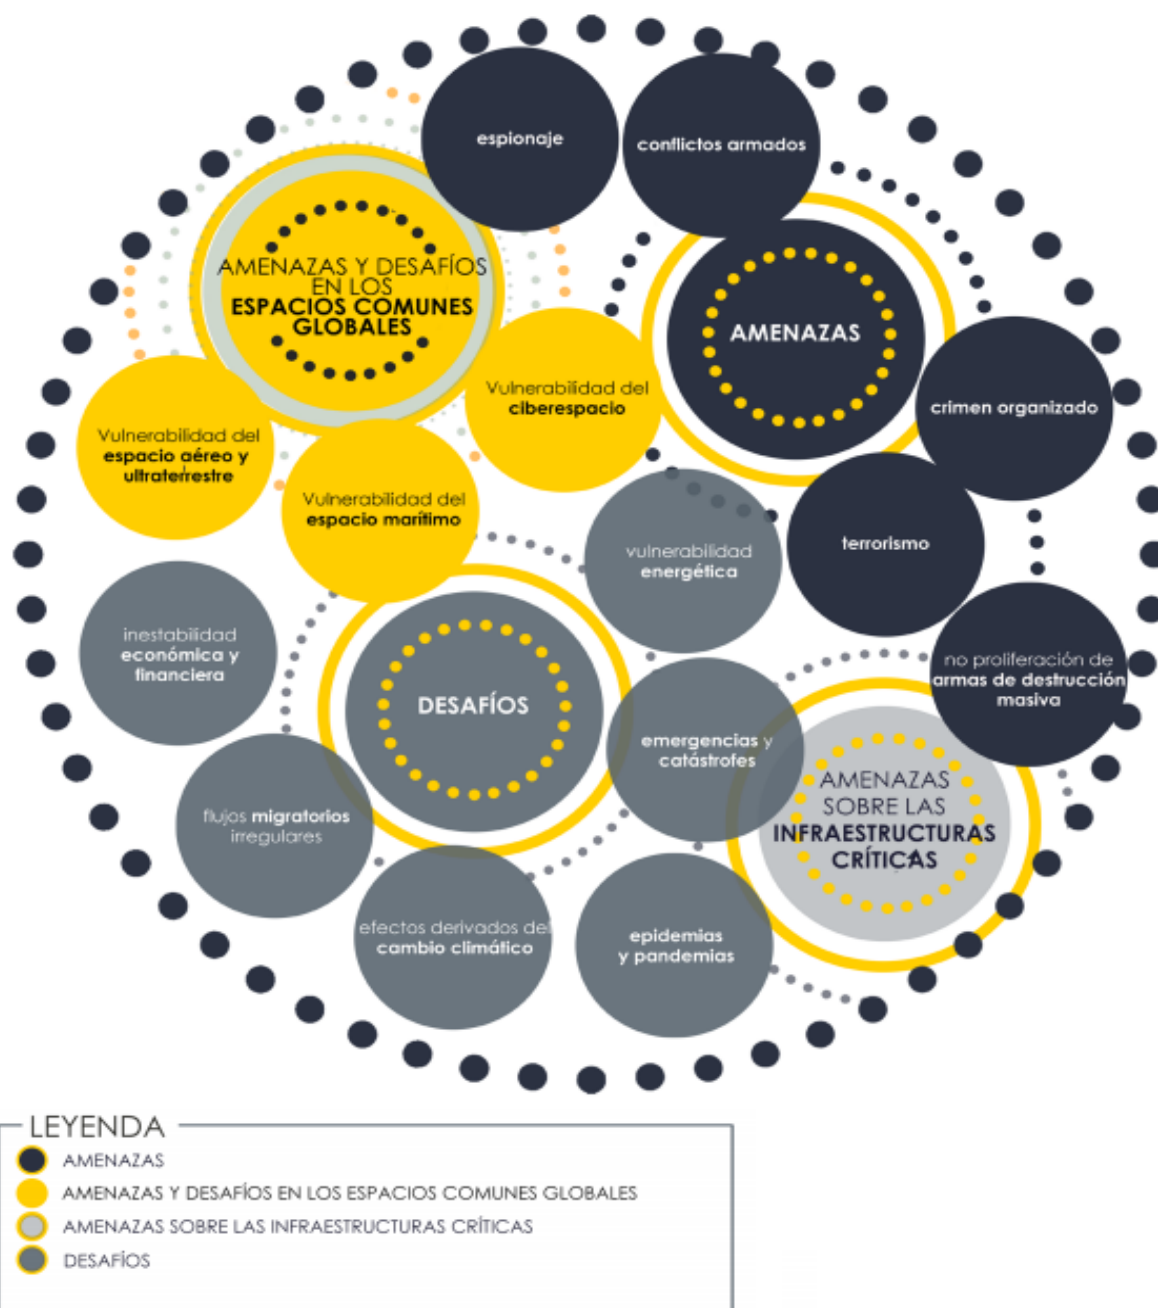 espionaje
conflictos armados
AMENAZAS Y DESAFÍOS
EN LOS
ESPACIOS COMUNES
GLOBALES
AMENAZAS
Vulnerabilidad del
ciberespacio
crimen organizado
Vulnerabilidad del
espacio aéreo y
ultraterrestre
Vulnerabilidad del
espacio marítimo
vulnerabilidad
energética
terrorismo
inestabilidad
económica y
financiera
no proliferación de
armas de destrucción
masiva
DESAFÍOS
emergencias y
catástrofes
AMENAZAS
SOBRE LAS
INFRAESTRUCTURAS
CRÍTICAS
flujos migratorios
irregulares
efectos derivados del
cambio climático
epidemias
y pandemias
LEYENDA
AMENAZAS
AMENAZAS Y DESAFÍOS EN LOS ESPACIOS COMUNES GLOBALES
AMENAZAS SOBRE LAS INFRAESTRUCTURAS CRÍTICAS
DESAFÍOS